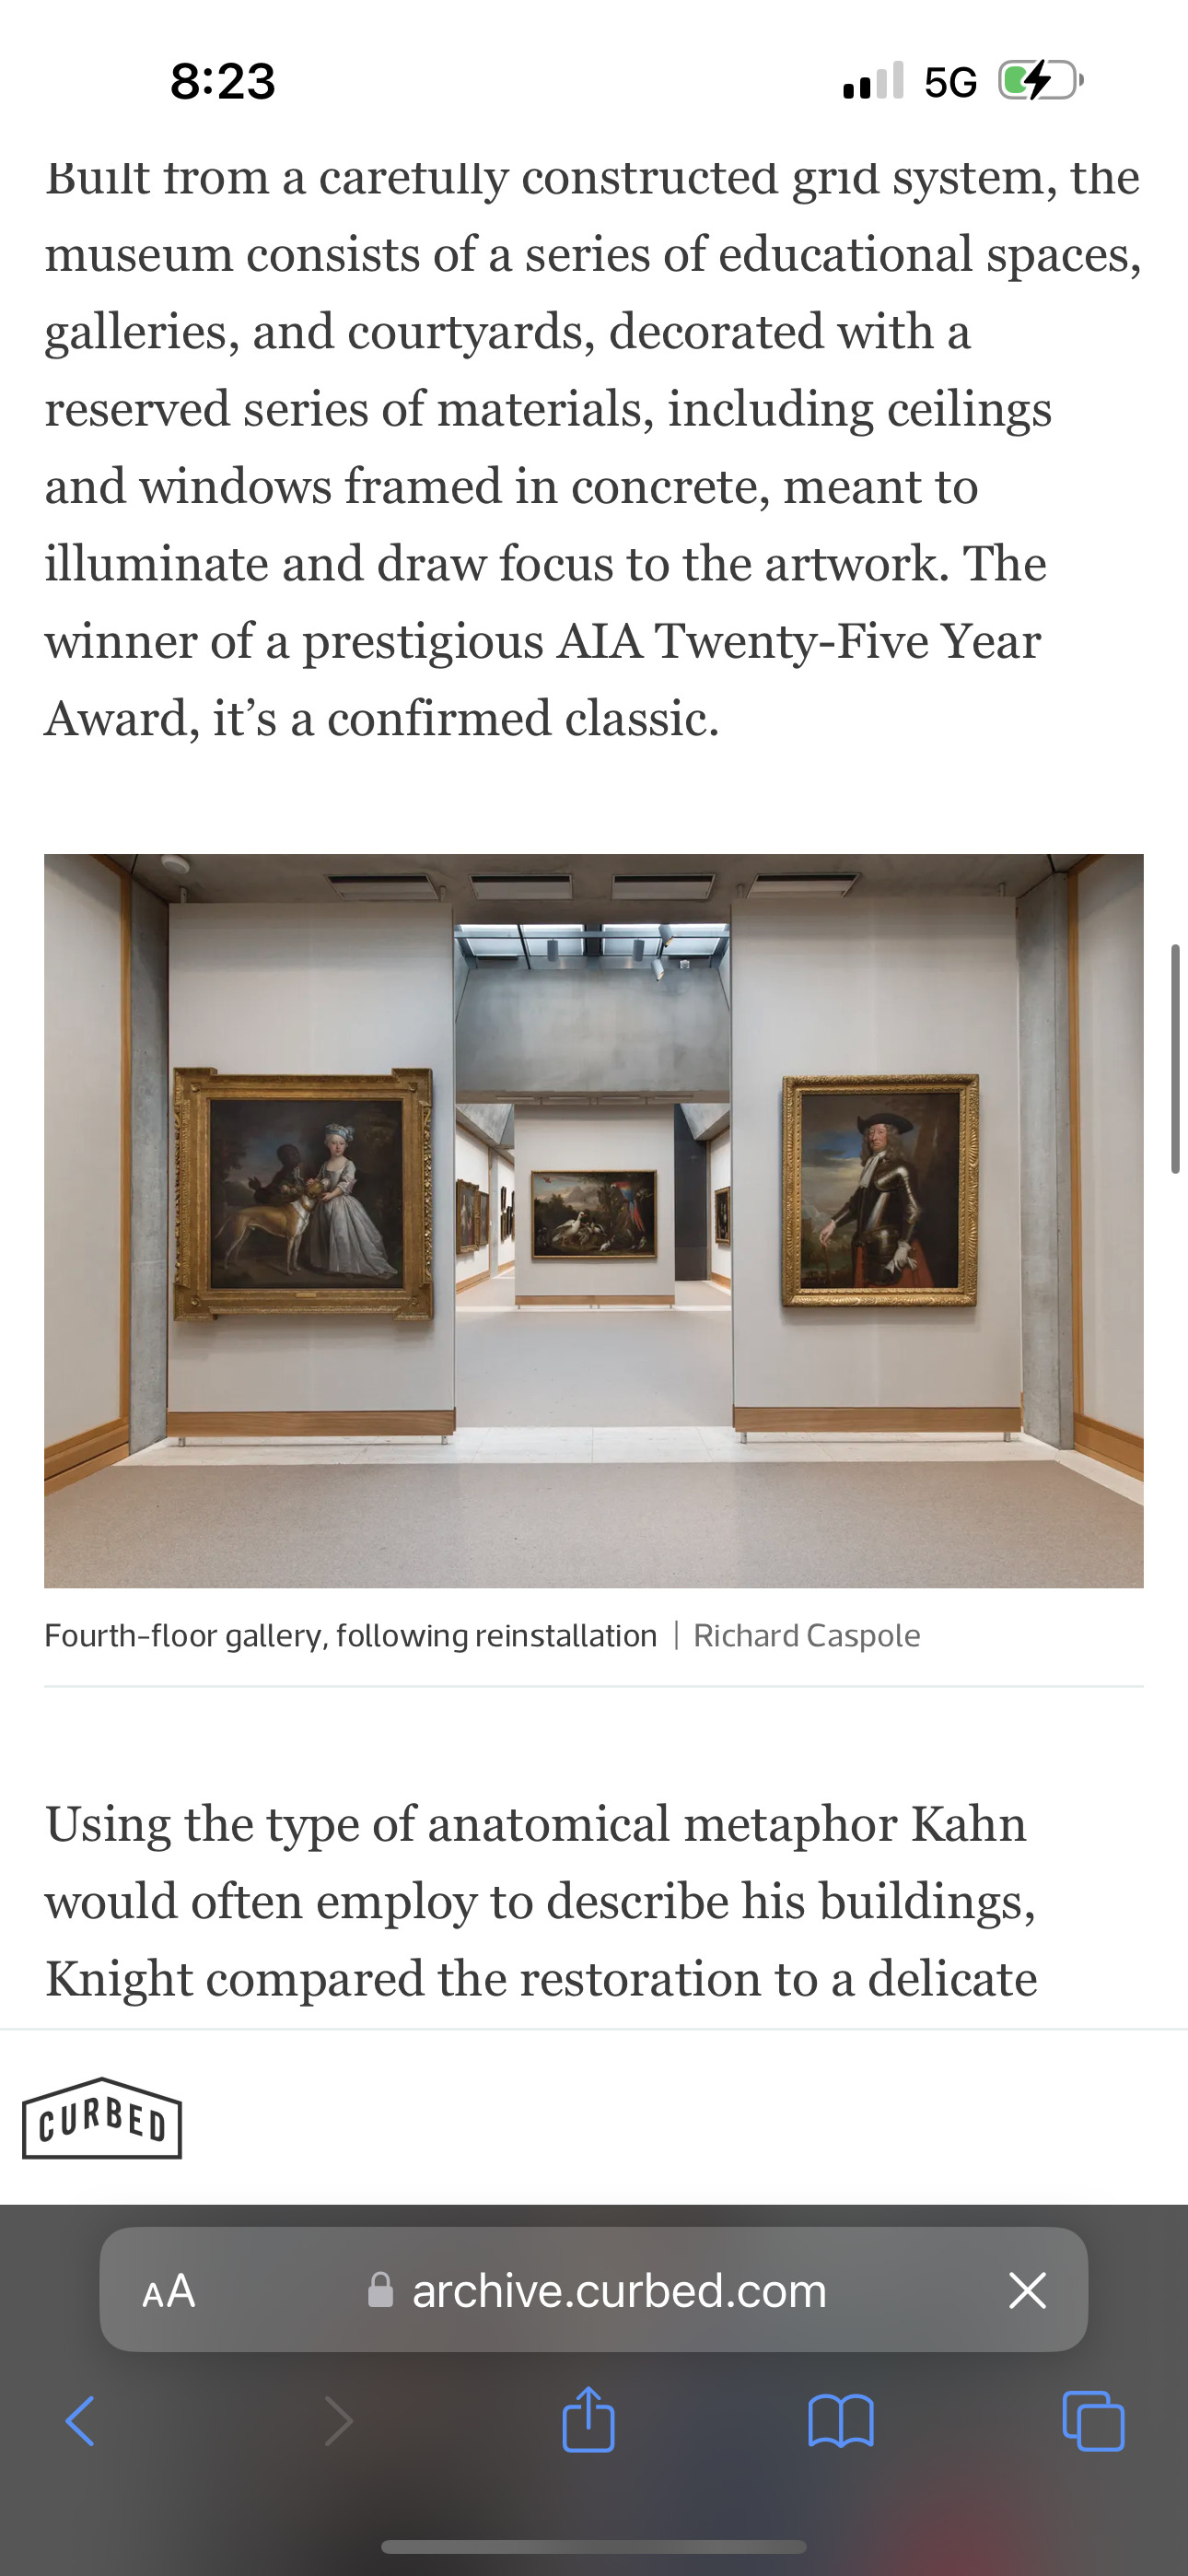 8:23
5G
Built from a carefully constructed grid system, the
museum consists of a series of educational spaces,
galleries, and courtyards, decorated with a
reserved series of materials, including ceilings
and windows framed in concrete, meant to
illuminate and draw focus to the artwork. The
winner of a prestigious AIA Twenty-Five Year
Award, it’s a confirmed classic.
Fourth-floor gallery, following reinstallation | Richard Caspole
Using the type of anatomical metaphor Kahn
would often employ to describe his buildings,
Knight compared the restoration to a delicate
CURBED
AA archive.curbed.com